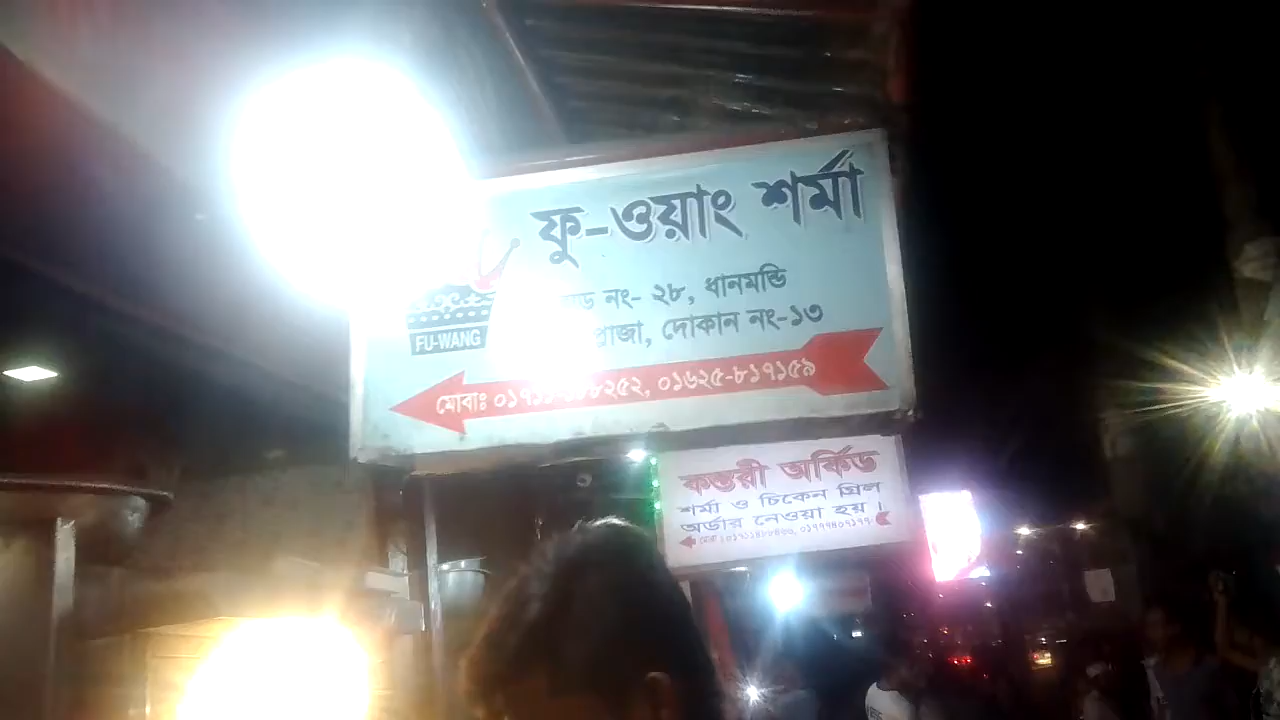 ফু-ওয়াং শর্মা
নং- ২৮, ধানমন্ডি
প্লাজা, দোকান নং-১৩
FU-WANG
মোবাঃ ০১৬২৫-৮১৭১৫৯
কস্তুরী অর্কিড
শর্মা ও চিকেন গ্রিল
অর্ডার নেওয়া হয় ।